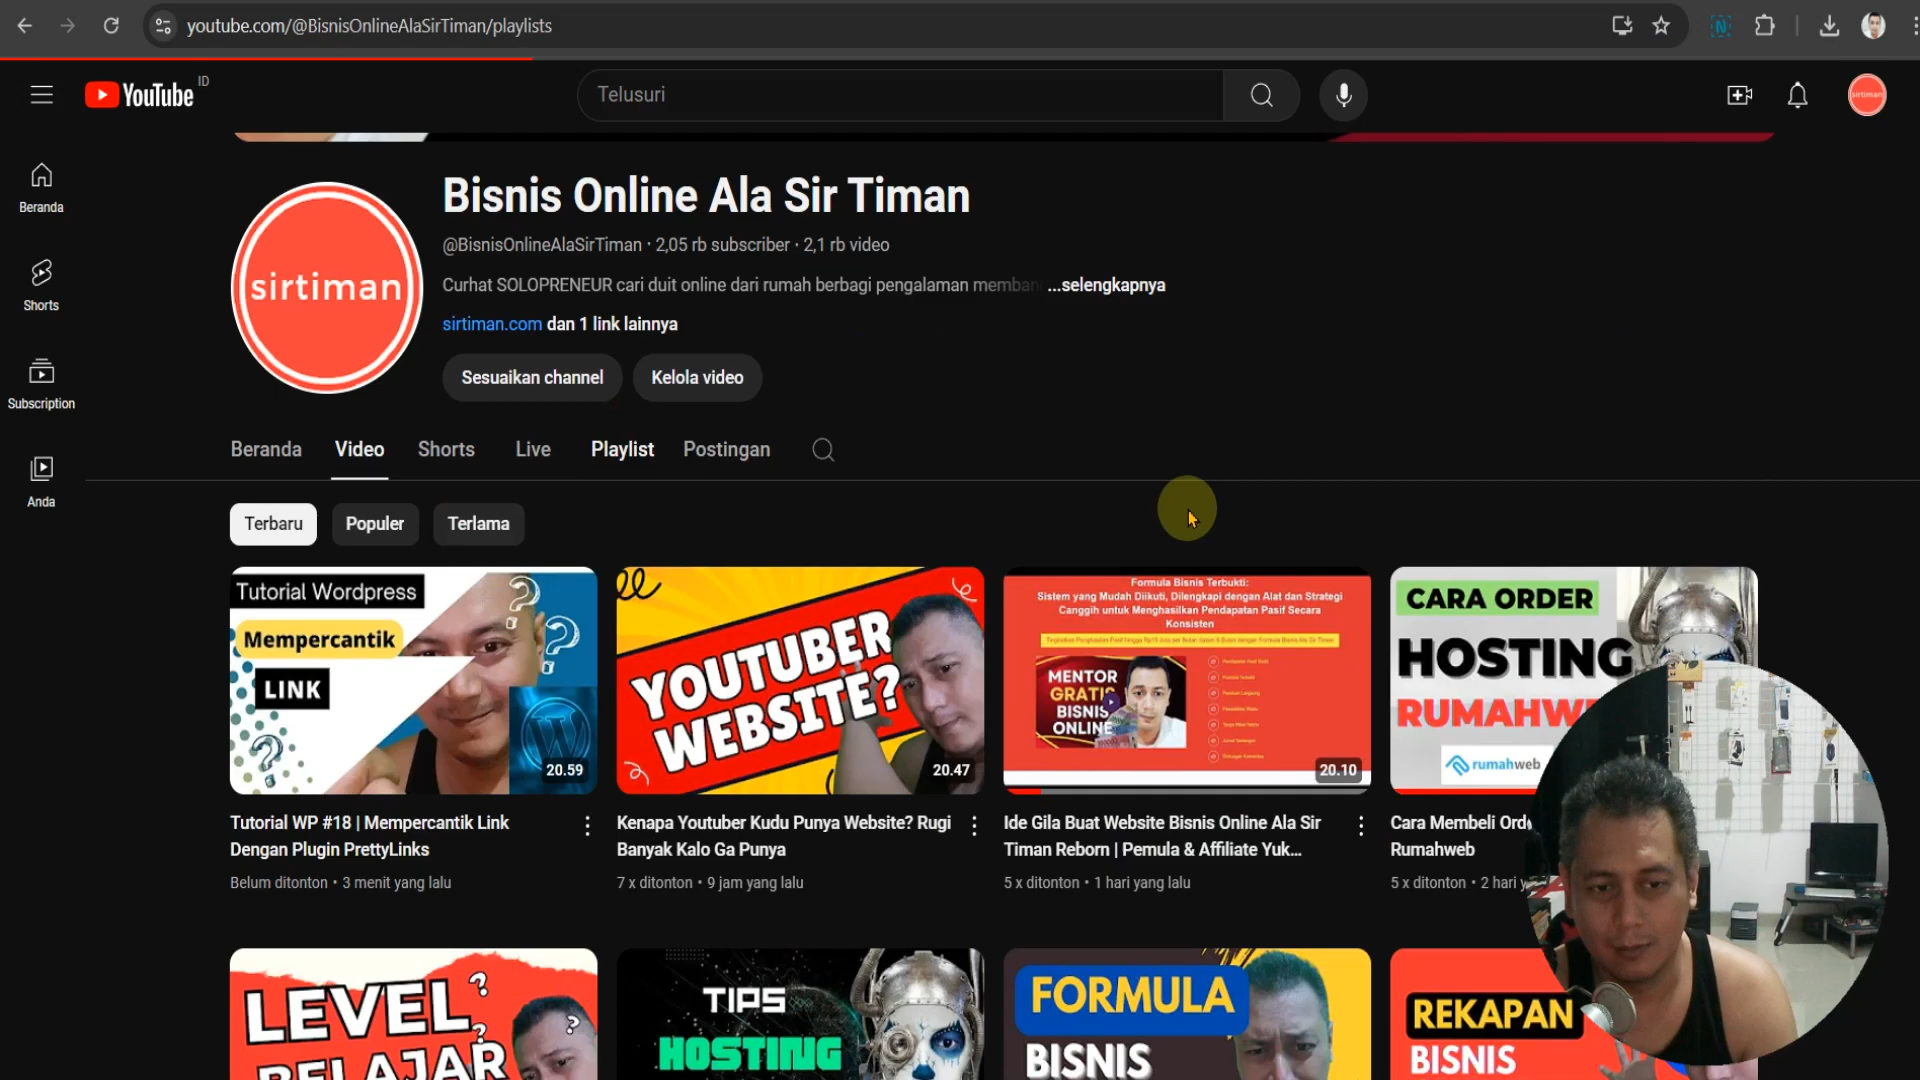 youtube.com/@BisnisOnlineAlaSirTiman/playlists
YouTube ID
Telusuri
sirtiman
Beranda
Shorts
Subscription
Anda
sirtiman
Bisnis Online Ala Sir Timan
@BisnisOnlineAlaSirTiman · 2,05 rb subscriber · 2,1 rb video
Curhat SOLOPRENEUR cari duit online dari rumah berbagi pengalaman memban ...selengkapnya
sirtiman.com dan 1 link lainnya
Sesuaikan channel
Kelola video
Beranda Video Shorts Live Playlist Postingan
Terbaru Populer Terlama
Tutorial Wordpress
Mempercantik
LINK
20.59
YOUTUBER
WEBSITE?
20.47
Formula Bisnis Terbukti:
Sistem yang Mudah Diikuti, Dilengkapi dengan Alat dan Strategi
Canggih untuk Menghasilkan Pendapatan Pasif Secara
Konsisten
MENTOR
GRATIS
BISNIS
ONLINE
20.10
CARA ORDER
HOSTING
RUMAHW
rumahweb
Tutorial WP #18 | Mempercantik Link
Dengan Plugin PrettyLinks
Belum ditonton · 3 menit yang lalu
Kenapa Youtuber Kudu Punya Website? Rugi
Banyak Kalo Ga Punya
7 x ditonton · 9 jam yang lalu
Ide Gila Buat Website Bisnis Online Ala Sir
Timan Reborn | Pemula & Affiliate Yuk...
5 x ditonton · 1 hari yang lalu
Cara Membeli Ord
Rumahweb
5 x ditonton · 2 hari y
LEVEL
BELAJAR
TIPS
HOSTING
FORMULA
BISNIS
REKAPAN
BISNIS